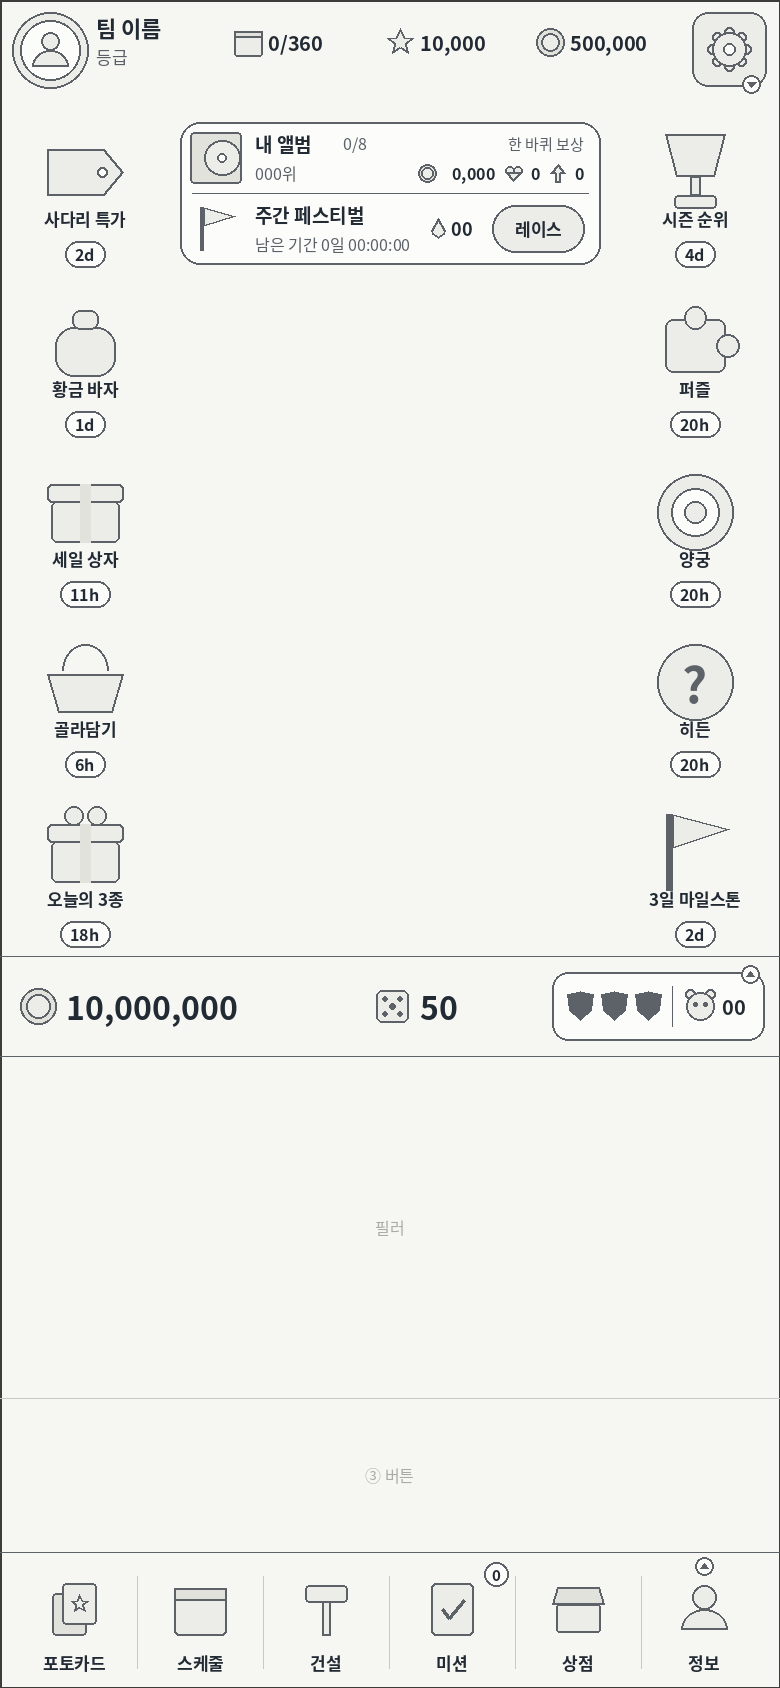 팀 이름
등급
0/360
10,000
500,000
내 앨범 0/8 한 바퀴 보상
000위 0,000 0 0
주간 페스티벌
남은 기간 0일 00:00:00
00
레이스
사다리 특가
2d
시즌 순위
4d
황금 바자
1d
퍼즐
20h
세일 상자
11h
양궁
20h
골라담기
6h
?
히든
20h
오늘의 3종
18h
3일 마일스톤
2d
10,000,000
50
00
필러
③ 버튼
포토카드
스케줄
건설
0
미션
상점
정보